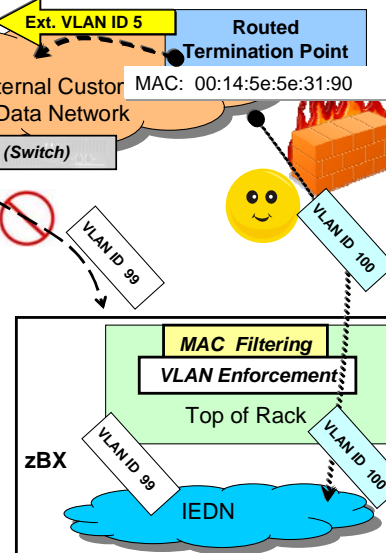 Ext. VLAN ID 5
Routed
Termination Point
ternal Custor
MAC: 00:14:5e:5e:31:90
Data Network
(Switch)
VLAN ID 99
VLAN ID 100
MAC Filtering
VLAN Enforcement
Top of Rack
VLAN ID 99
VLAN ID 100
zBX
IEDN